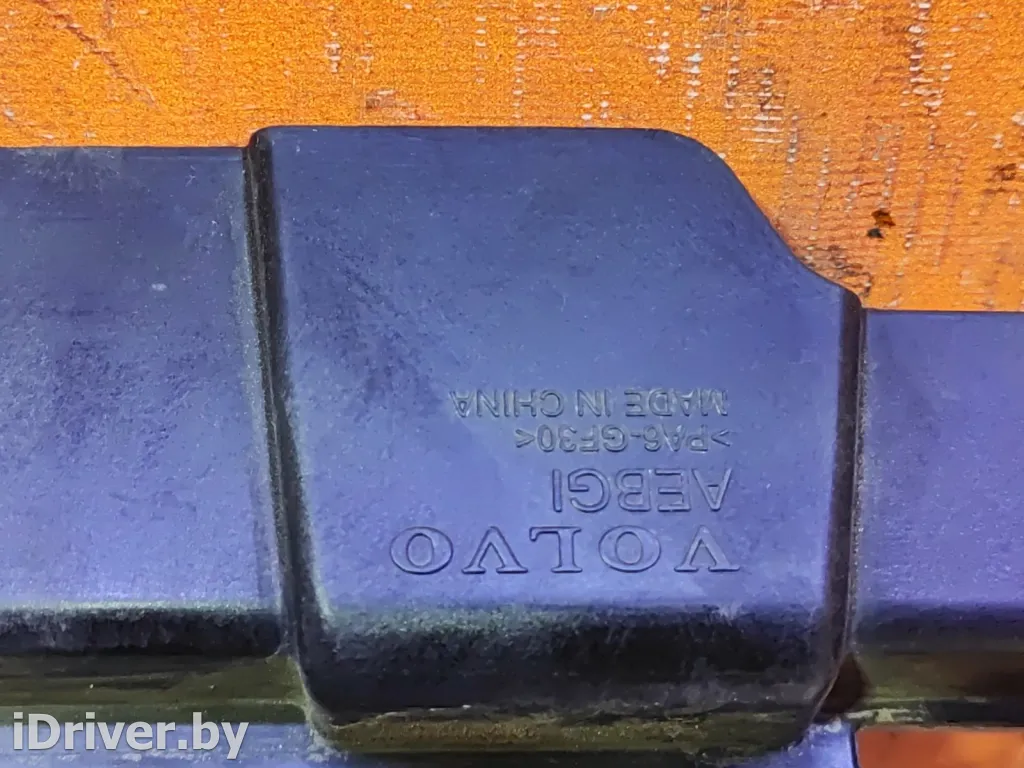 VOLVO
AEBGI
>PA6-GF30<
MADE IN CHINA
iDriver.by